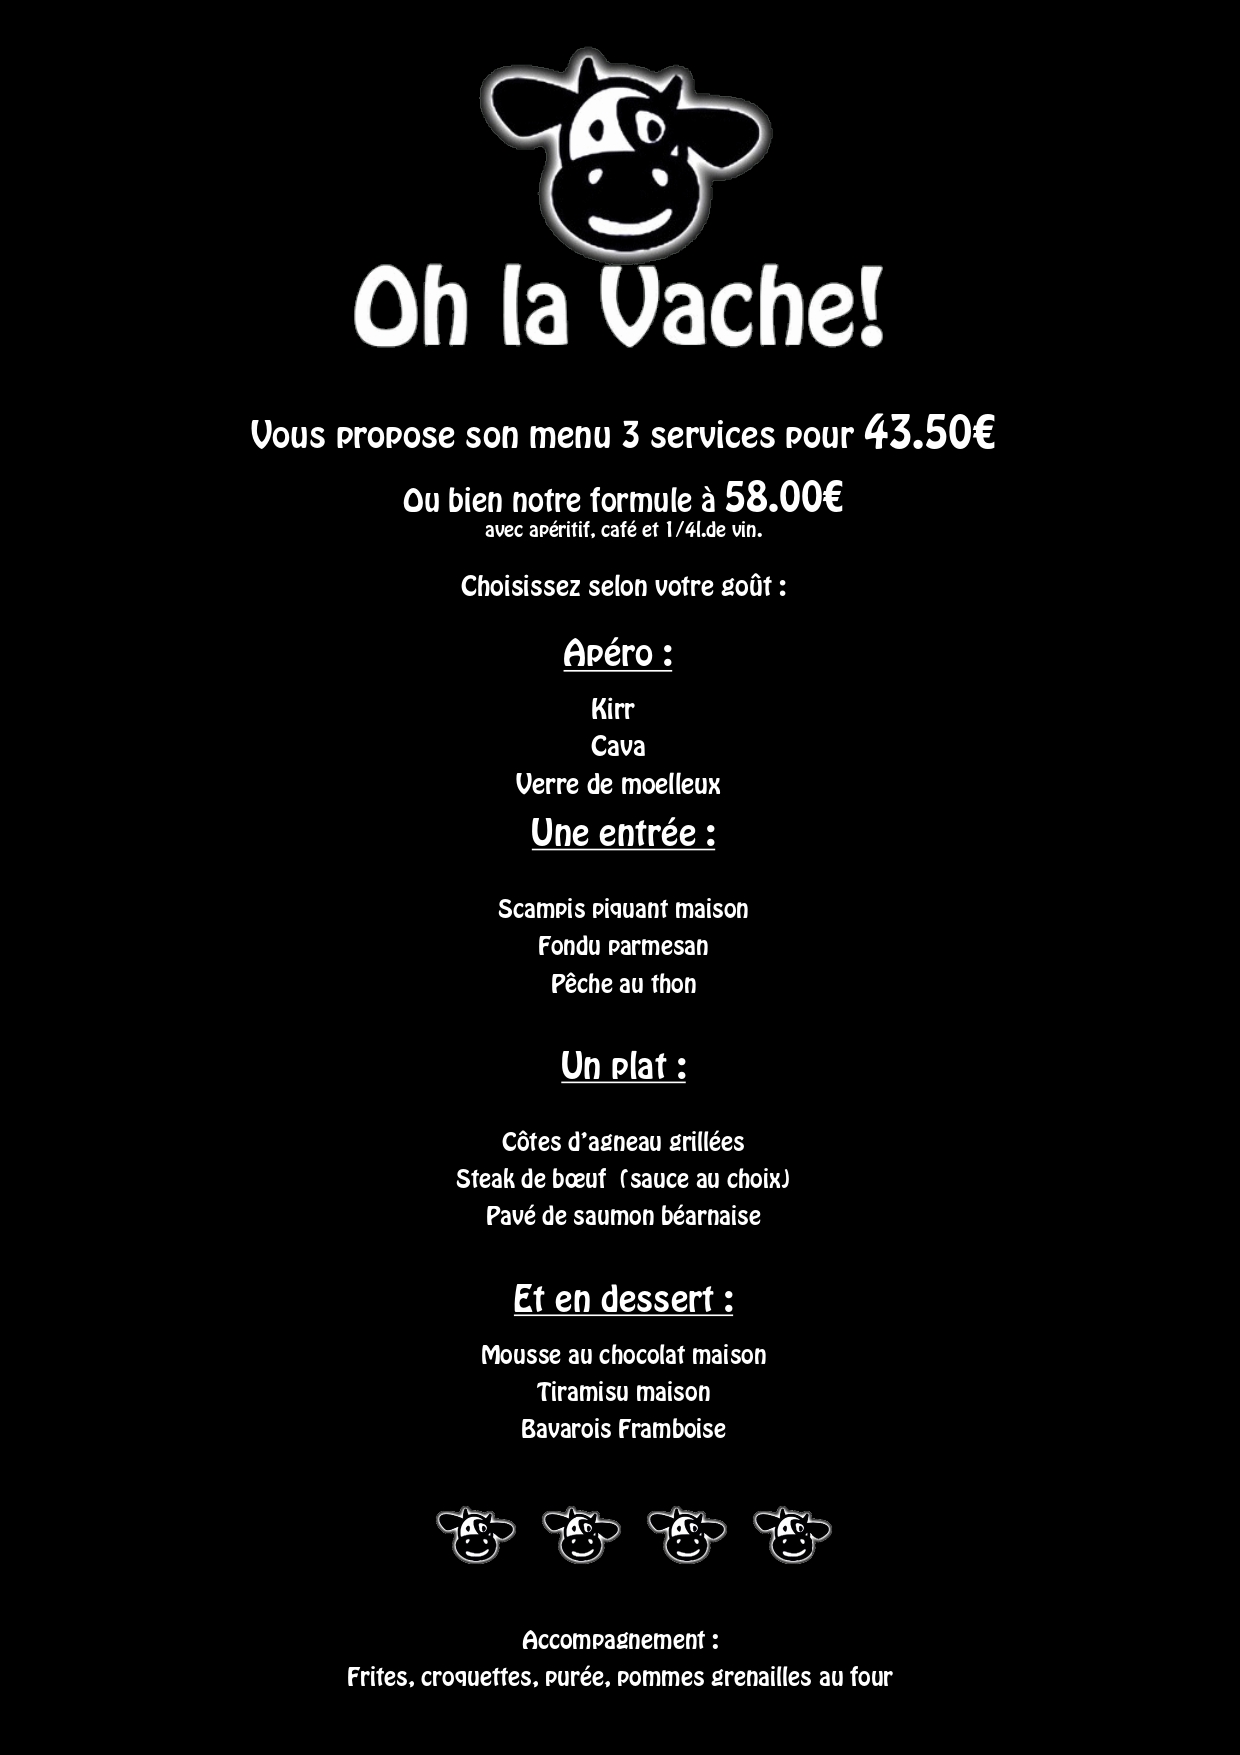 Oh la Vache!
Vous propose son menu 3 services pour 43.50€
Ou bien notre formule à 58.00€
avec apéritif, café et 1/4l.de vin.
Choisissez selon votre goût :
Apéro :
Kirr
Cava
Verre de moelleux
Une entrée :
Scampis piquant maison
Fondu parmesan
Pêche au thon
Un plat :
Côtes d’agneau grillées
Steak de bœuf (sauce au choix)
Pavé de saumon béarnaise
Et en dessert :
Mousse au chocolat maison
Tiramisu maison
Bavarois Framboise
Accompagnement :
Frites, croquettes, purée, pommes grenailles au four